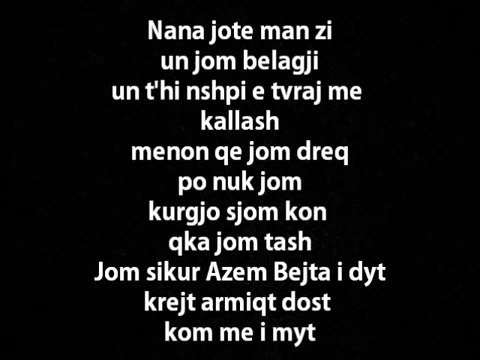 Nana jote man zi
un jom belagji
un t'hi nshpi e tvraj me
kallash
menon qe jom dreq
po nuk jom
kurgjo sjom kon
qka jom tash
Jom sikur Azem Bejta i dyt
krejt armiqt dost
kom me i myt